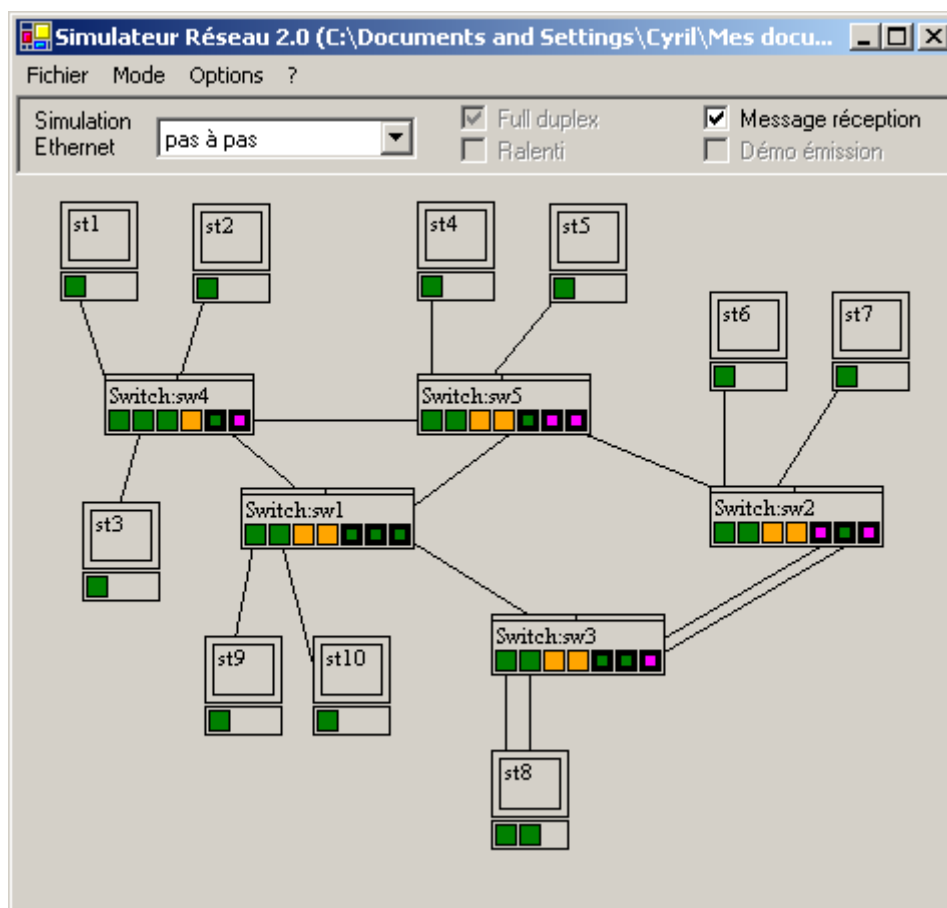 Simulateur Réseau 2.0 (C:\Documents and Settings\Cyril\Mes docu...
Fichier Mode Options ?
Simulation Ethernet
pas à pas
Full duplex
Ralenti
Message réception
Démo émission
st1
st2
st4
st5
st6
st7
Switch:sw4
Switch:sw5
st3
Switch:sw1
Switch:sw2
Switch:sw3
st9
st10
st8